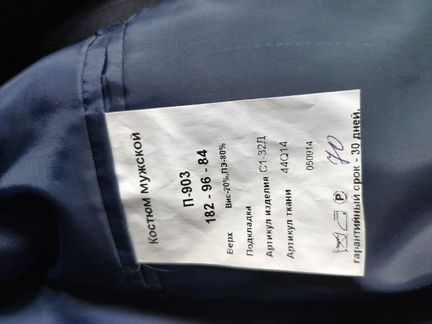 Костюм мужской
П-903
182 - 96 - 84
Верх Вис-20%,ПЭ-80%
Подкладка
Артикул изделия С1-32Д
Артикул ткани 44Q14
050914
70
P
гарантийный срок - 30 дней.